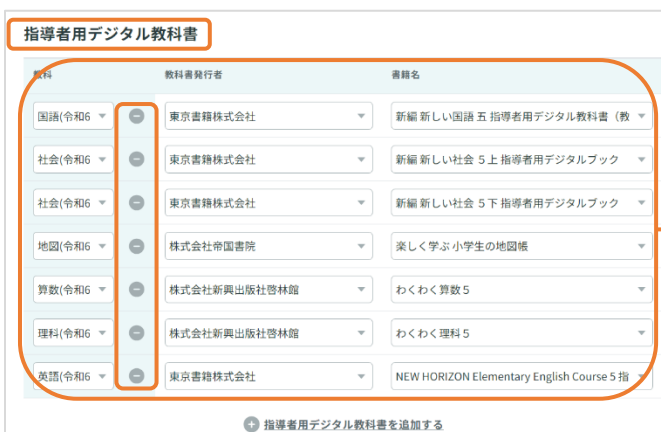 指導者用デジタル教科書
教科 教科書発行者 書籍名
国語(令和6 東京書籍株式会社 新編 新しい国語 五 指導者用デジタル教科書（教
社会(令和6 東京書籍株式会社 新編 新しい社会 5上 指導者用デジタルブック
社会(令和6 東京書籍株式会社 新編 新しい社会 5下 指導者用デジタルブック
地図(令和6 株式会社帝国書院 楽しく学ぶ 小学生の地図帳
算数(令和6 株式会社新興出版社啓林館 わくわく算数５
理科(令和6 株式会社新興出版社啓林館 わくわく理科５
英語(令和6 東京書籍株式会社 NEW HORIZON Elementary English Course 5 指
指導者用デジタル教科書を追加する